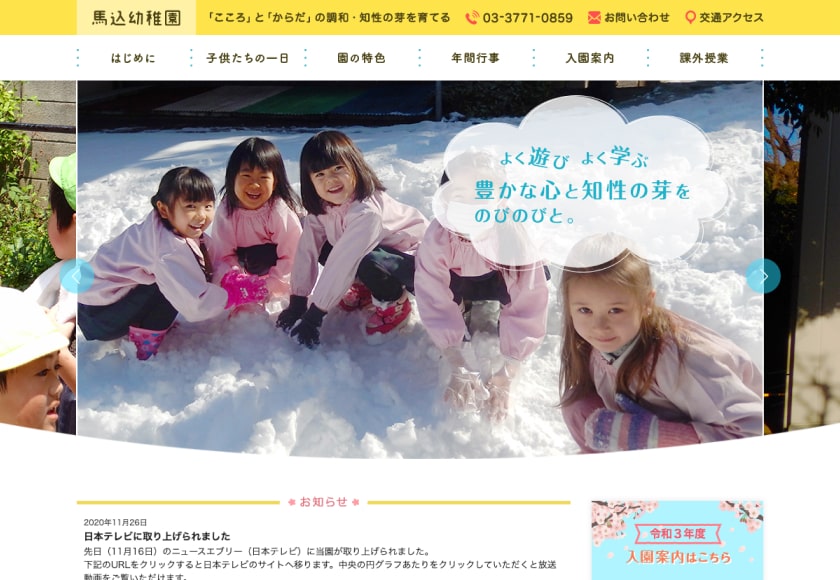 馬込幼稚園
「こころ」と「からだ」の調和・知性の芽を育てる
03-3771-0859
お問い合わせ
交通アクセス
はじめに
子供たちの一日
園の特色
年間行事
入園案内
課外授業
よく遊び よく学ぶ
豊かな心と知性の芽を
のびのびと。
お知らせ
2020年11月26日
日本テレビに取り上げられました
先日（11月16日）のニュースエブリー（日本テレビ）に当園が取り上げられました。
下記のURLをクリックすると日本テレビのサイトへ移ります。中央の円グラフあたりをクリックしていただくと放送
動画をご覧いただけます。
令和3年度
入園案内はこちら